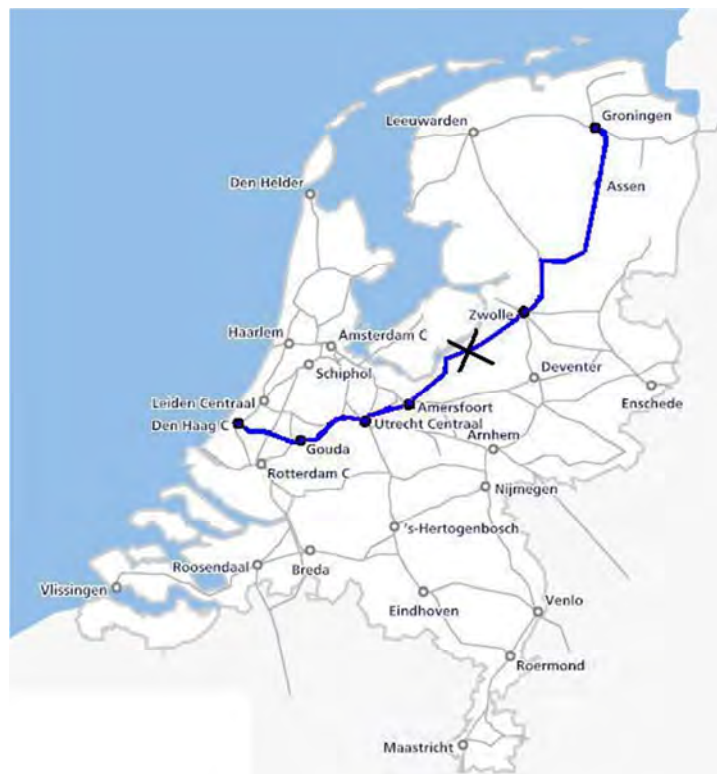 Groningen
Leeuwarden
Assen
Den Helder
Zwolle
Haarlem
Amsterdam C
Schiphol
Deventer
Leiden Centraal
Amersfoort
Enschede
Den Haag C
Utrecht Centraal
Gouda
Arnhem
Rotterdam C
Nijmegen
's-Hertogenbosch
Roosendaal
Breda
Vlissingen
Eindhoven
Venlo
Roermond
Maastricht